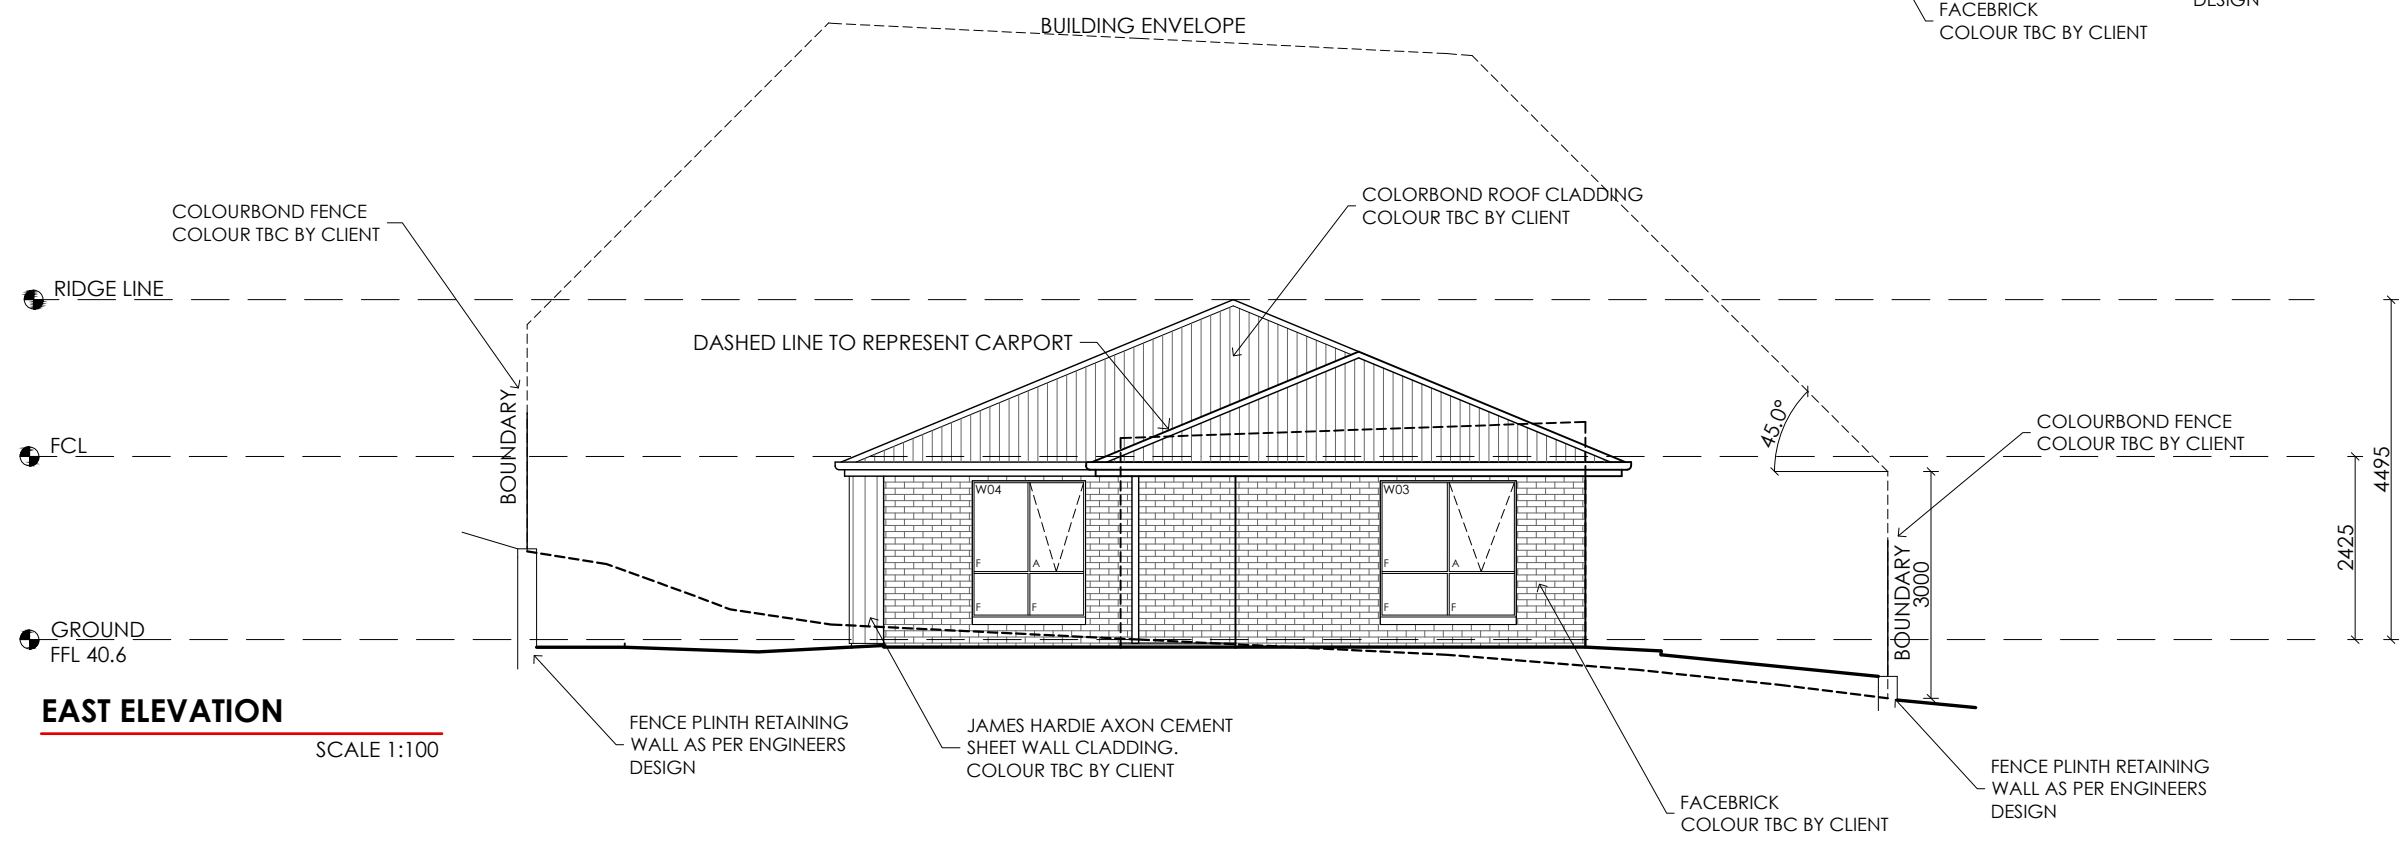 DESIGN
FACEBRICK
COLOUR TBC BY CLIENT
BUILDING ENVELOPE
COLORBOND ROOF CLADDING
COLOUR TBC BY CLIENT
COLOURBOND FENCE
COLOUR TBC BY CLIENT
RIDGE LINE
DASHED LINE TO REPRESENT CARPORT
BOUNDARY
45.0°
COLOURBOND FENCE
COLOUR TBC BY CLIENT
FCL
4495
2425
W04
F
A
F
F
W03
F
A
F
F
BOUNDARY
3000
GROUND
FFL 40.6
EAST ELEVATION
SCALE 1:100
FENCE PLINTH RETAINING
WALL AS PER ENGINEERS
DESIGN
JAMES HARDIE AXON CEMENT
SHEET WALL CLADDING.
COLOUR TBC BY CLIENT
FACEBRICK
COLOUR TBC BY CLIENT
FENCE PLINTH RETAINING
WALL AS PER ENGINEERS
DESIGN